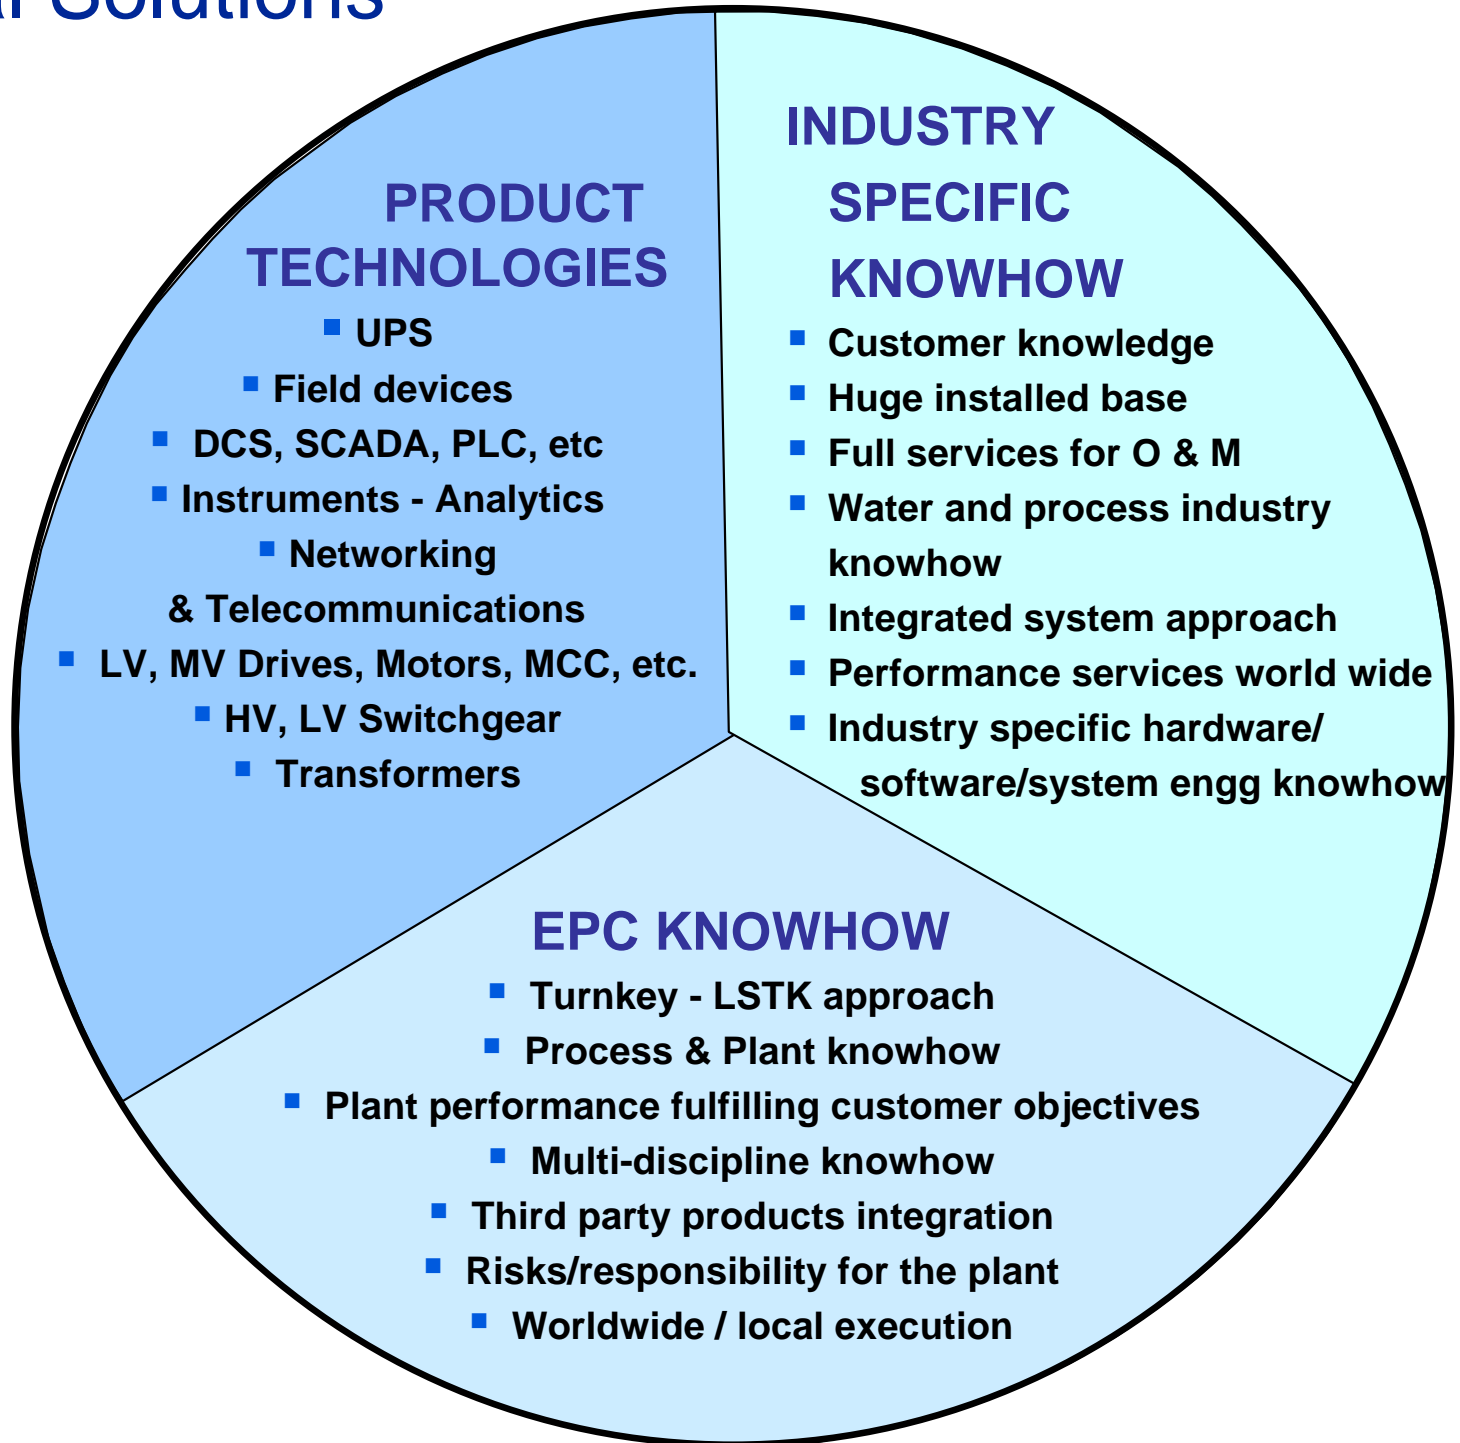 Solutions
PRODUCT
TECHNOLOGIES
UPS
Field devices
DCS, SCADA, PLC, etc
Instruments - Analytics
Networking
& Telecommunications
LV, MV Drives, Motors, MCC, etc.
HV, LV Switchgear
Transformers
INDUSTRY
SPECIFIC
KNOWHOW
Customer knowledge
Huge installed base
Full services for O & M
Water and process industry
knowhow
Integrated system approach
Performance services world wide
Industry specific hardware/
software/system engg knowhow
EPC KNOWHOW
Turnkey - LSTK approach
Process & Plant knowhow
Plant performance fulfilling customer objectives
Multi-discipline knowhow
Third party products integration
Risks/responsibility for the plant
Worldwide / local execution